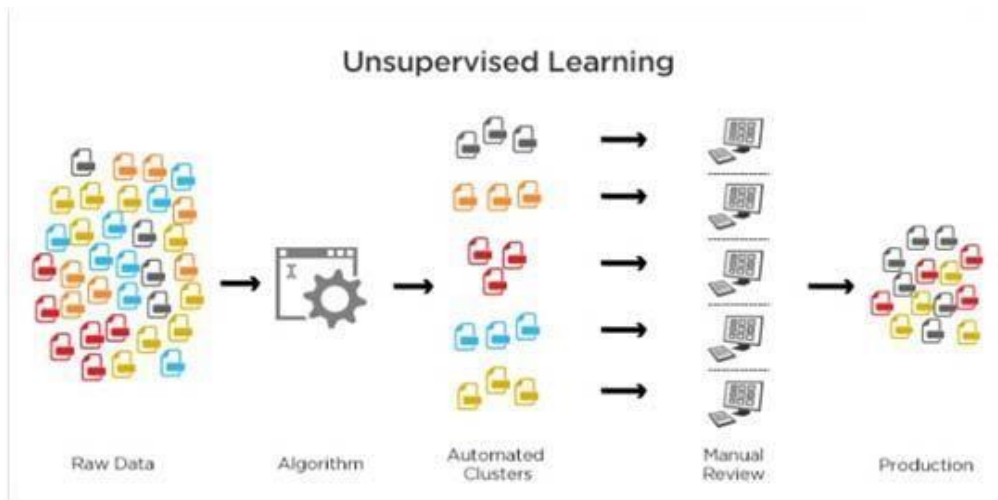 Unsupervised Learning
Raw Data
Algorithm
Automated
Clusters
Manual
Review
Production